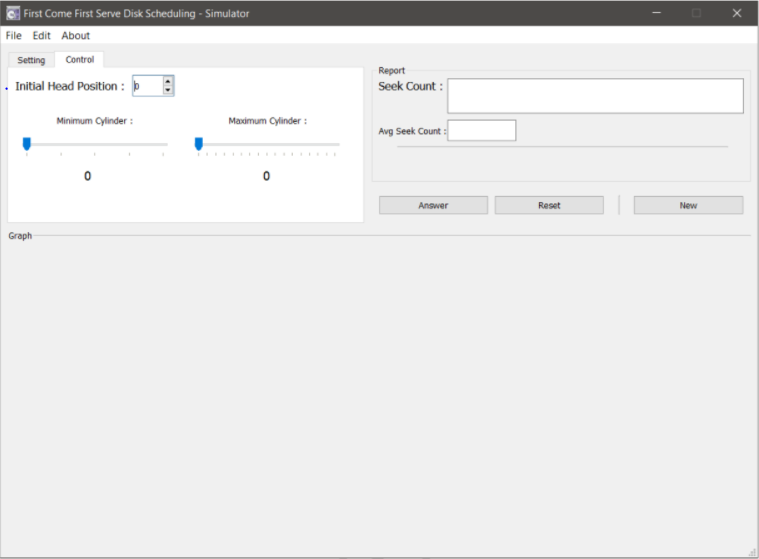 First Come First Serve Disk Scheduling - Simulator
File Edit About
Setting Control
Initial Head Position : 0
Minimum Cylinder : Maximum Cylinder :
0 0
Report
Seek Count :
Avg Seek Count :
Answer Reset New
Graph